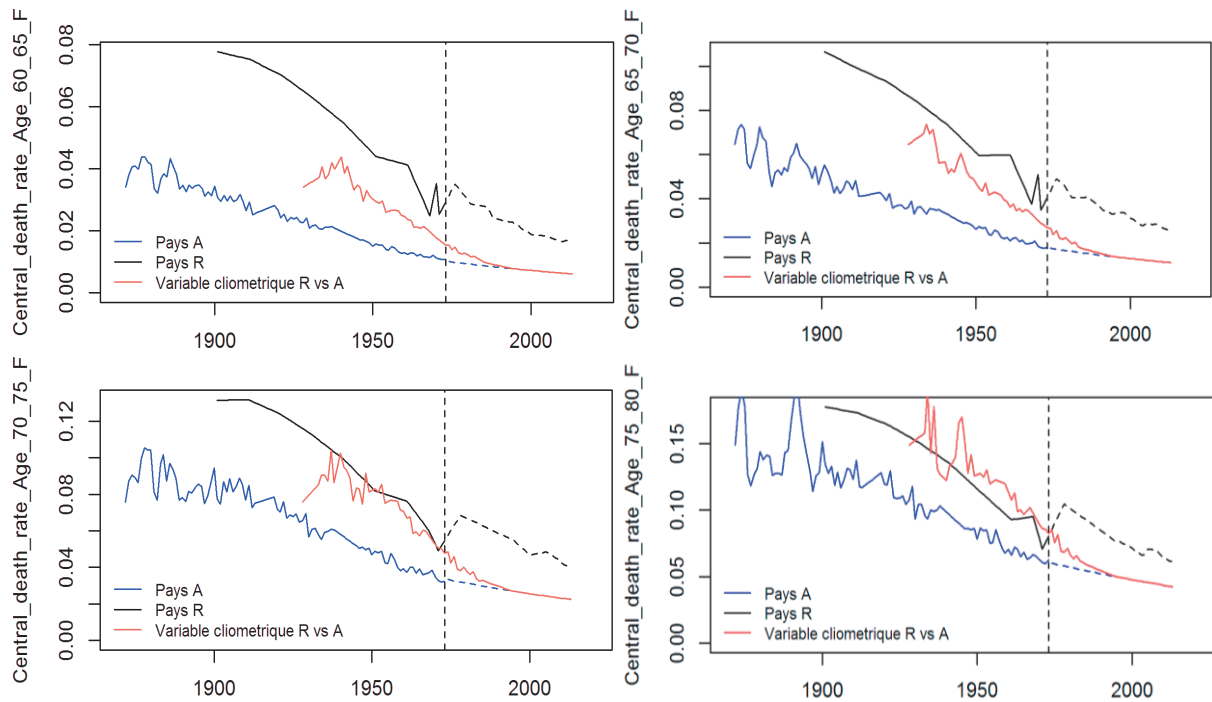 Central_death_rate_Age_60_65_F
0.08
0.06
0.04
0.02
0.00
Pays A
Pays R
Variable cliometrique R vs A
1900
1950
2000
Central_death_rate_Age_65_70_F
0.08
0.04
0.00
Pays A
Pays R
Variable cliometrique R vs A
1900
1950
2000
Central_death_rate_Age_70_75_F
0.12
0.08
0.04
0.00
Pays A
Pays R
Variable cliometrique R vs A
1900
1950
2000
Central_death_rate_Age_75_80_F
0.15
0.10
0.05
0.00
Pays A
Pays R
Variable cliometrique R vs A
1900
1950
2000